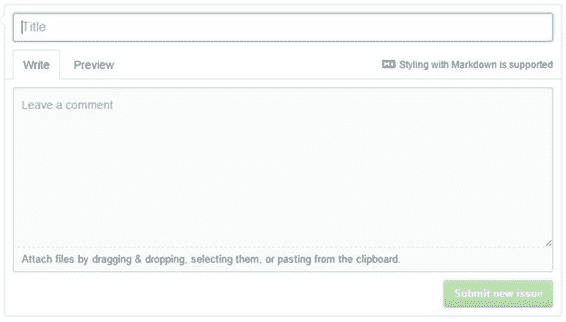 Title
Write Preview Styling with Markdown is supported
Leave a comment
Attach files by dragging & dropping, selecting them, or pasting from the clipboard.
Submit new issue